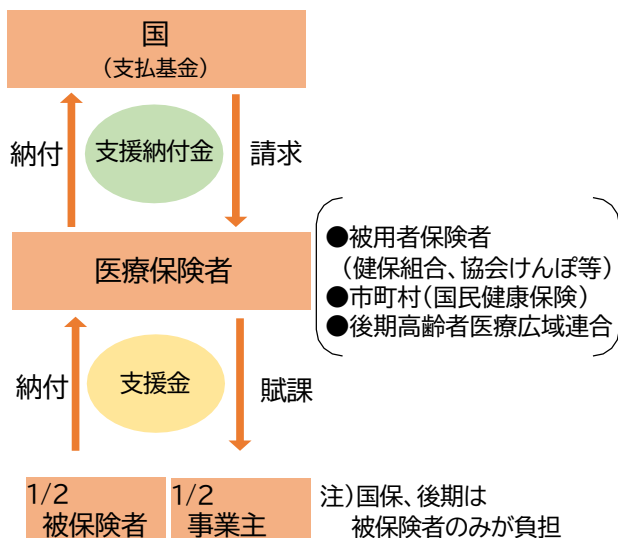 国
(支払基金)
納付
支援納付金
請求
医療保険者
●被用者保険者
(健保組合、協会けんぽ等)
●市町村(国民健康保険)
●後期高齢者医療広域連合
納付
支援金
賦課
1/2
被保険者
1/2
事業主
注)国保、後期は
被保険者のみが負担